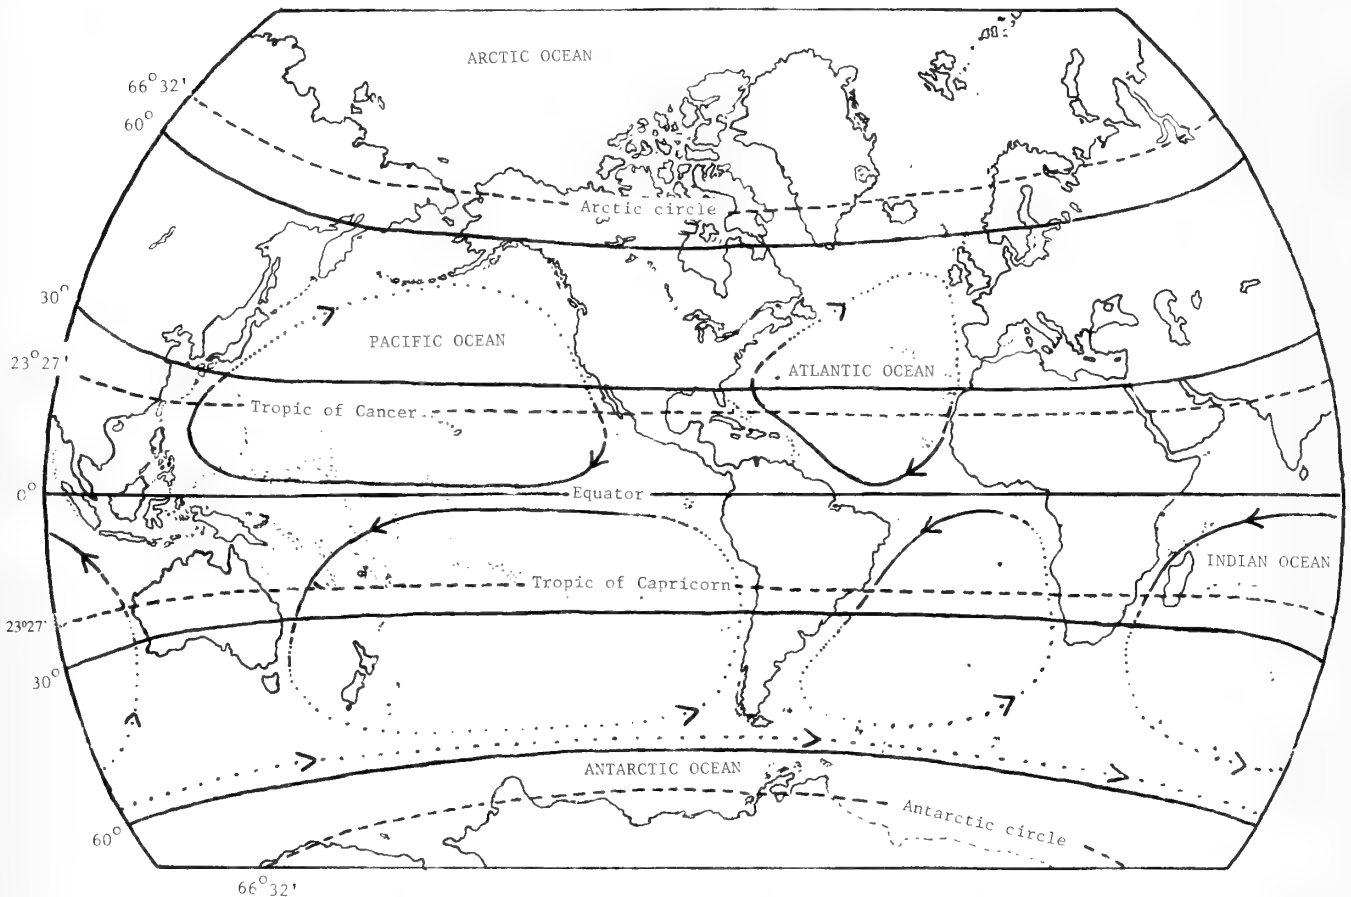 ARCTIC OCEAN
66°32'
60°
Arctic circle
30°
PACIFIC OCEAN
23°27'
ATLANTIC OCEAN
Tropic of Cancer
0°
Equator
INDIAN OCEAN
Tropic of Capricorn
23°27'
30°
ANTARCTIC OCEAN
Antarctic circle
60°
66°32'